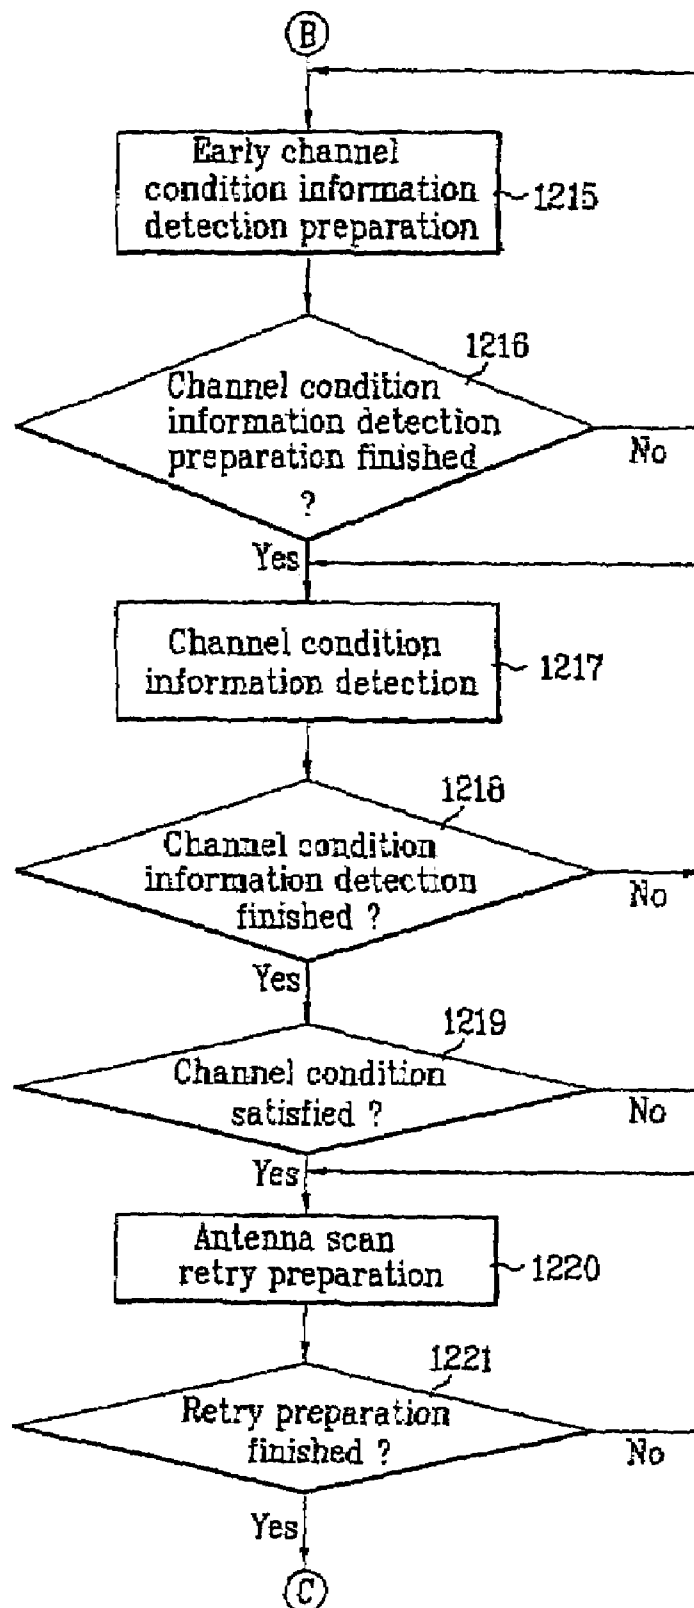 B
Early channel
condition information
detection preparation
1215
1216
Channel condition
information detection
preparation finished
?
No
Yes
Channel condition
information detection
1217
1218
Channel condition
information detection
finished ?
No
Yes
1219
Channel condition
satisfied ?
No
Yes
Antenna scan
retry preparation
1220
1221
Retry preparation
finished ?
No
Yes
C